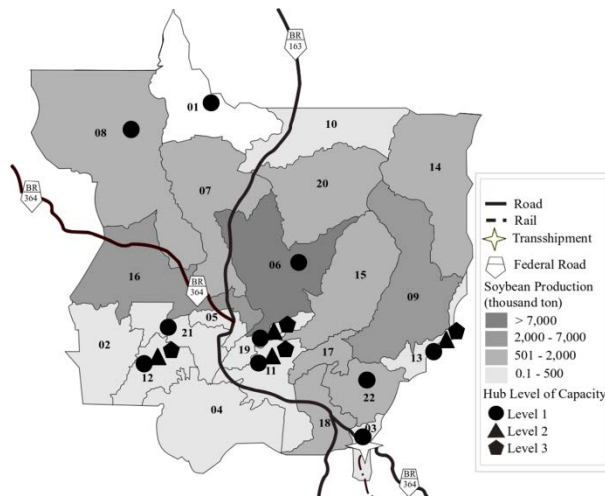 BR
163
01
10
08
14
07
20
BR
364
06
16
BR
364
15
09
05
02
21
19
17
13
12
11
22
04
18
03
BR
364
Road
Rail
Transshipment
Federal Road
Soybean Production
(thousand ton)
> 7,000
2,000 - 7,000
501 - 2,000
0.1 - 500
Hub Level of Capacity
Level 1
Level 2
Level 3